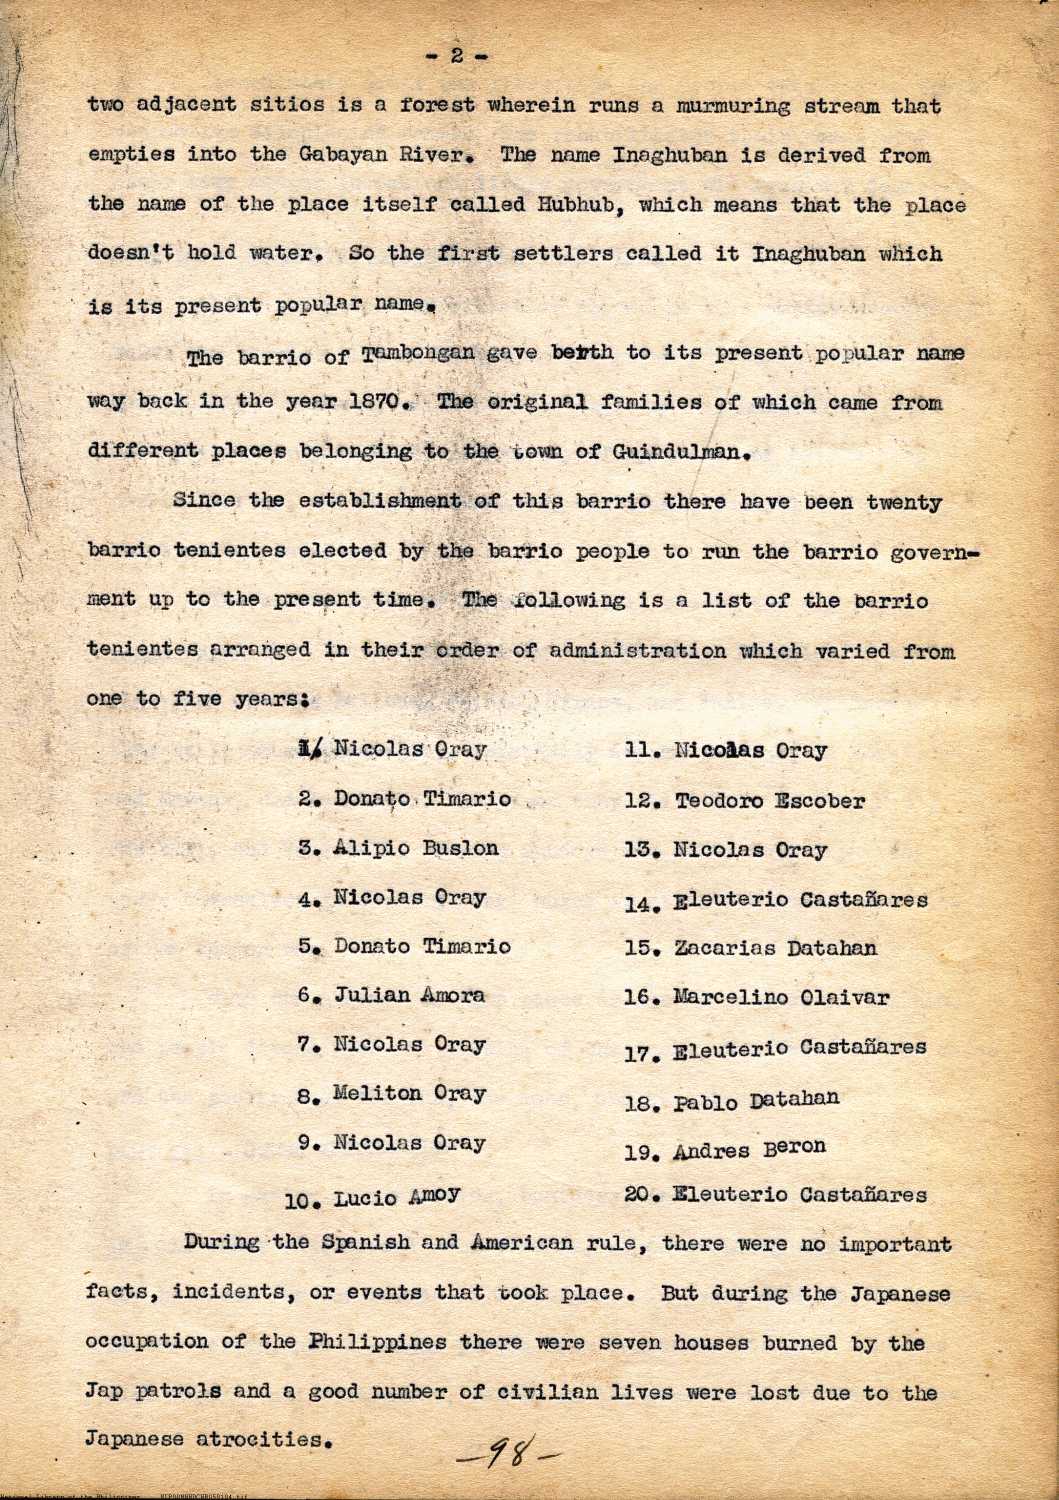 - 2 -
two adjacent sitios is a forest wherein runs a murmuring stream that
empties into the Gabayan River. The name Inaghuban is derived from
the name of the place itself called Hubhub, which means that the place
doesn't hold water. So the first settlers called it Inaghuban which
is its present popular name.
The barrio of Tambongan gave beirth to its present popular name
way back in the year 1870. The original families of which came from
different places belonging to the town of Guindulman.
Since the establishment of this barrio there have been twenty
barrio tenientes elected by the barrio people to run the barrio govern-
ment up to the present time. The following is a list of the barrio
tenientes arranged in their order of administration which varied from
one to five years:
1/ Nicolas Oray
2. Donato Timario
3. Alipio Buslon
4. Nicolas Oray
5. Donato Timario
6. Julian Amora
7. Nicolas Oray
8. Meliton Oray
9. Nicolas Oray
10. Lucio Amoy
11. Nicolas Oray
12. Teodoro Escober
13. Nicolas Oray
14. Eleuterio Castañares
15. Zacarias Datahan
16. Marcelino Olaivar
17. Eleuterio Castañares
18. Pablo Datahan
19. Andres Beron
20. Eleuterio Castañares
During the Spanish and American rule, there were no important
facts, incidents, or events that took place. But during the Japanese
occupation of the Philippines there were seven houses burned by the
Jap patrols and a good number of civilian lives were lost due to the
Japanese atrocities.
-98-
National Library of the Philippines